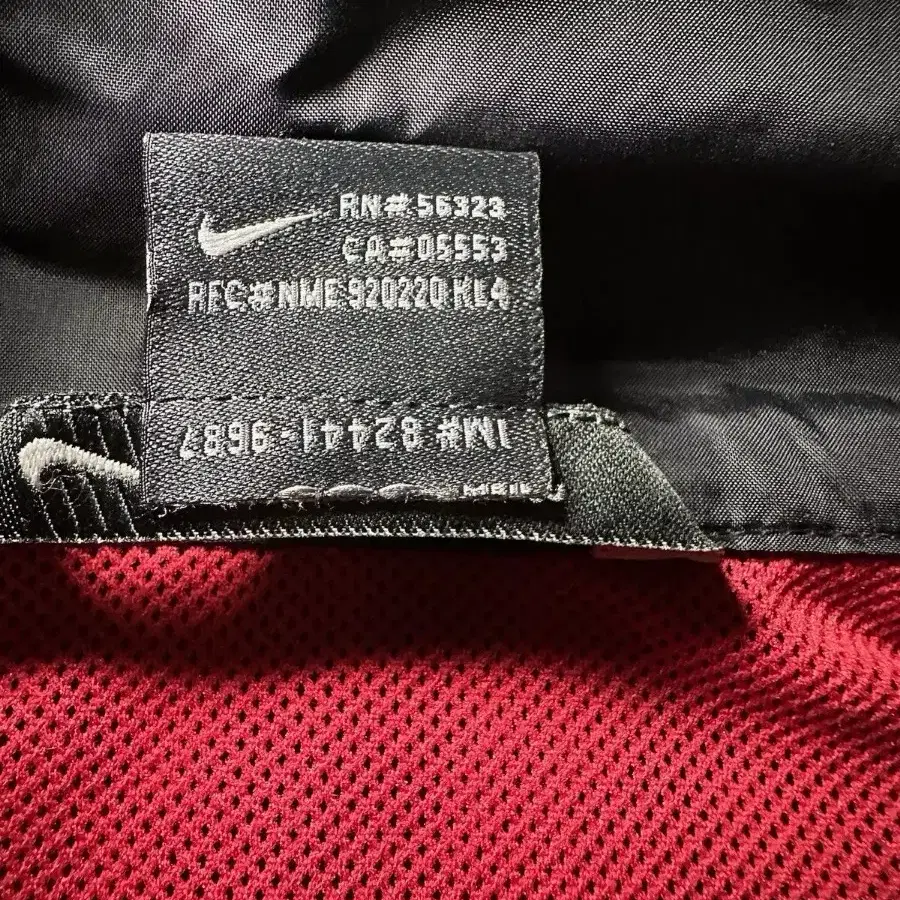 RN#56323
CA#05553
RFC#NME 920220 KL4
IM# 82441-9687